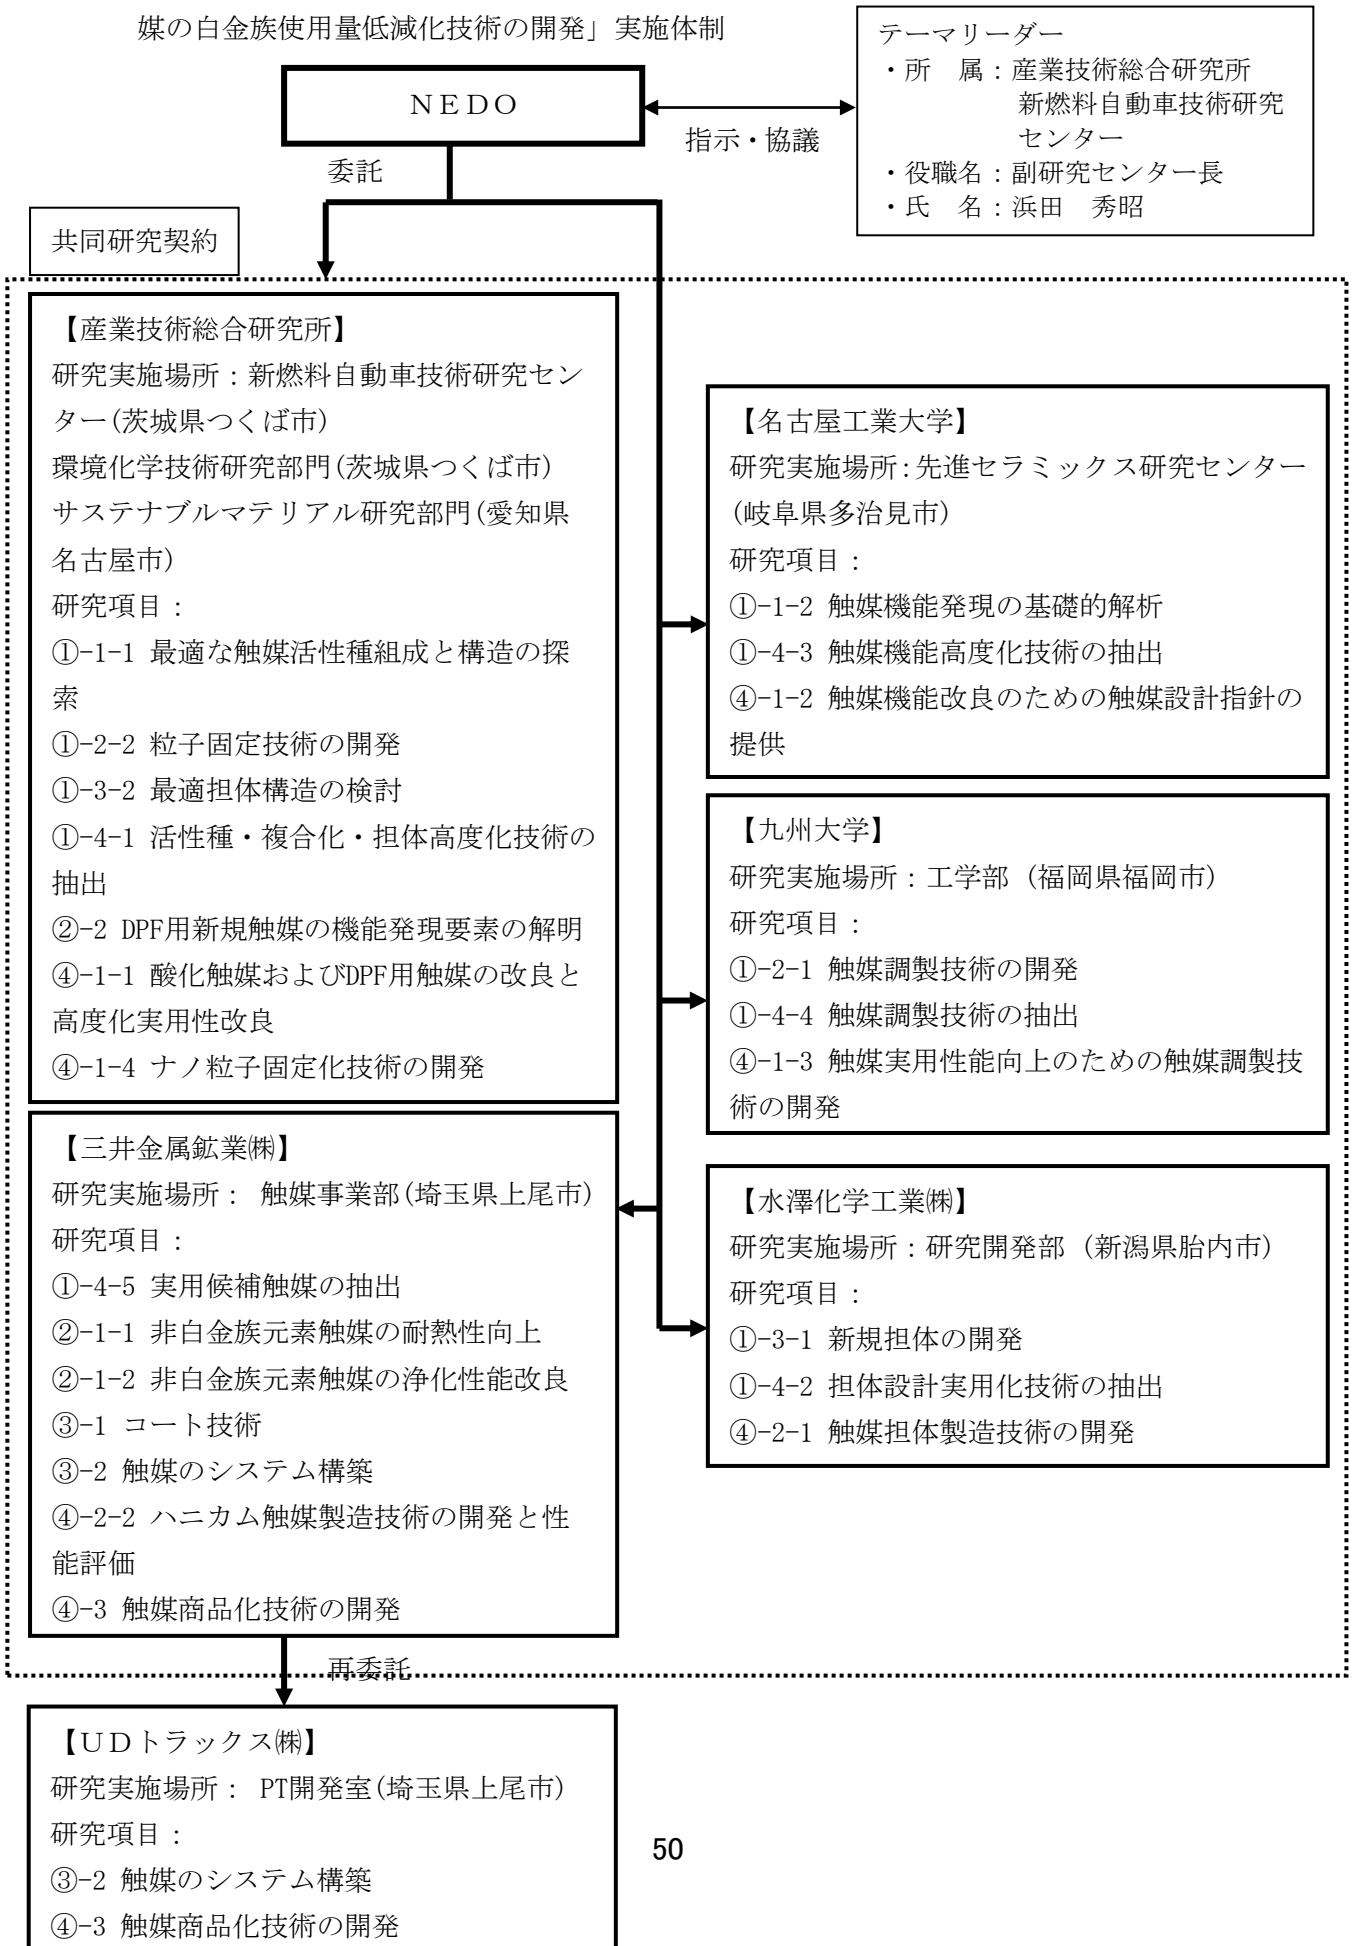 媒の白金族使用量低減化技術の開発」実施体制
ＮＥＤＯ
指示・協議
テーマリーダー
・所　属：産業技術総合研究所
新燃料自動車技術研究
センター
・役職名：副研究センター長
・氏　名：浜田　秀昭
委託
共同研究契約
【産業技術総合研究所】
研究実施場所：新燃料自動車技術研究セン
ター(茨城県つくば市)
環境化学技術研究部門(茨城県つくば市)
サステナブルマテリアル研究部門(愛知県
名古屋市)
研究項目：
①-1-1 最適な触媒活性種組成と構造の探
索
①-2-2 粒子固定技術の開発
①-3-2 最適担体構造の検討
①-4-1 活性種・複合化・担体高度化技術の
抽出
②-2 DPF用新規触媒の機能発現要素の解明
④-1-1 酸化触媒およびDPF用触媒の改良と
高度化実用性改良
④-1-4 ナノ粒子固定化技術の開発
【名古屋工業大学】
研究実施場所：先進セラミックス研究センター
(岐阜県多治見市)
研究項目：
①-1-2 触媒機能発現の基礎的解析
①-4-3 触媒機能高度化技術の抽出
④-1-2 触媒機能改良のための触媒設計指針の
提供
【九州大学】
研究実施場所：工学部 (福岡県福岡市)
研究項目：
①-2-1 触媒調製技術の開発
①-4-4 触媒調製技術の抽出
④-1-3 触媒実用性能向上のための触媒調製技
術の開発
【三井金属鉱業㈱】
研究実施場所： 触媒事業部(埼玉県上尾市)
研究項目：
①-4-5 実用候補触媒の抽出
②-1-1 非白金族元素触媒の耐熱性向上
②-1-2 非白金族元素触媒の浄化性能改良
③-1 コート技術
③-2 触媒のシステム構築
④-2-2 ハニカム触媒製造技術の開発と性
能評価
④-3 触媒商品化技術の開発
【水澤化学工業㈱】
研究実施場所：研究開発部 (新潟県胎内市)
研究項目：
①-3-1 新規担体の開発
①-4-2 担体設計実用化技術の抽出
④-2-1 触媒担体製造技術の開発
再委託
【ＵＤトラックス㈱】
研究実施場所： PT開発室(埼玉県上尾市)
研究項目：
③-2 触媒のシステム構築
④-3 触媒商品化技術の開発
50